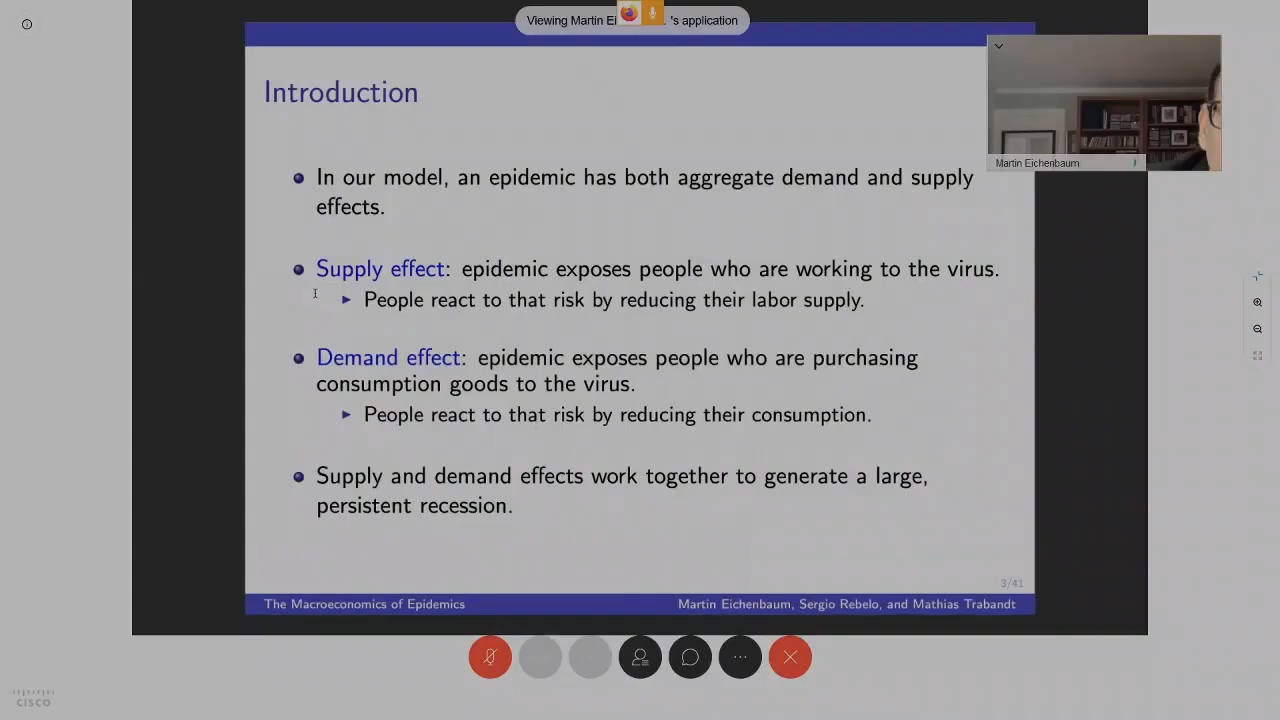 Viewing Martin Ei 's application
Introduction
Martin Eichenbaum
In our model, an epidemic has both aggregate demand and supply
effects.
Supply effect: epidemic exposes people who are working to the virus.
People react to that risk by reducing their labor supply.
Demand effect: epidemic exposes people who are purchasing
consumption goods to the virus.
People react to that risk by reducing their consumption.
Supply and demand effects work together to generate a large,
persistent recession.
3/41
The Macroeconomics of Epidemics
Martin Eichenbaum, Sergio Rebelo, and Mathias Trabandt
CISCO